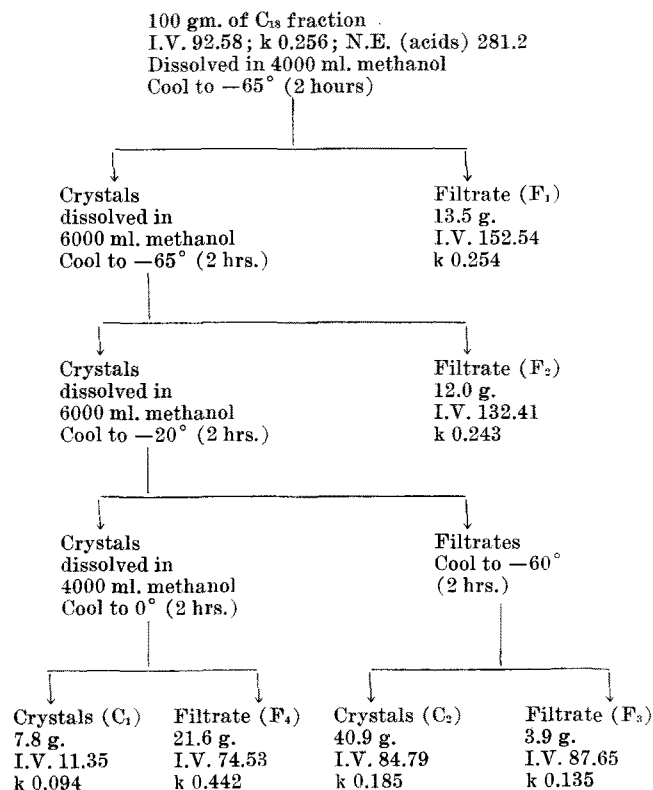 100 gm. of C₁₈ fraction
I.V. 92.58; k 0.256; N.E. (acids) 281.2
Dissolved in 4000 ml. methanol
Cool to —65° (2 hours)
Crystals
dissolved in
6000 ml. methanol
Cool to —65° (2 hrs.)
Filtrate (F₁)
13.5 g.
I.V. 152.54
k 0.254
Crystals
dissolved in
6000 ml. methanol
Cool to —20° (2 hrs.)
Filtrate (F₂)
12.0 g.
I.V. 132.41
k 0.243
Crystals
dissolved in
4000 ml. methanol
Cool to 0° (2 hrs.)
Filtrates
Cool to —60°
(2 hrs.)
Crystals (C₁)
7.8 g.
I.V. 11.35
k 0.094
Filtrate (F₄)
21.6 g.
I.V. 74.53
k 0.442
Crystals (C₂)
40.9 g.
I.V. 84.79
k 0.185
Filtrate (F₃)
3.9 g.
I.V. 87.65
k 0.135